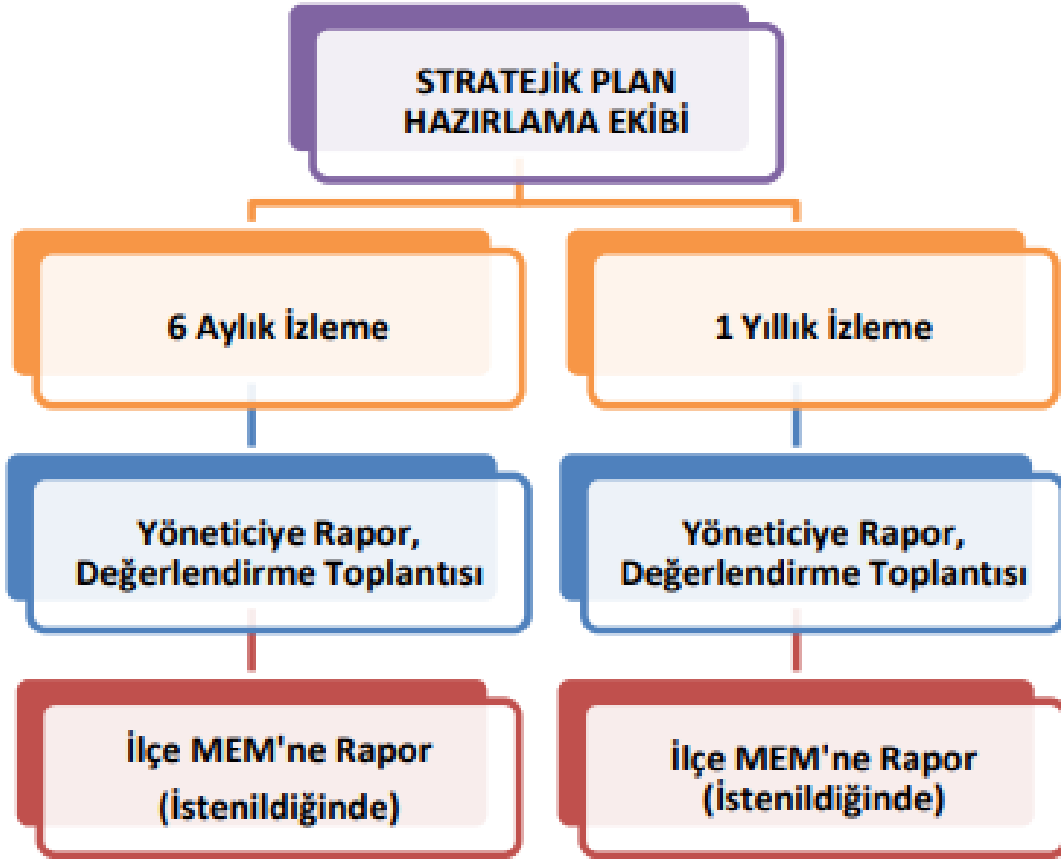 STRATEJİK PLAN
HAZIRLAMA EKİBİ
6 Aylık İzleme
1 Yıllık İzleme
Yöneticiye Rapor,
Değerlendirme Toplantısı
Yöneticiye Rapor,
Değerlendirme Toplantısı
İlçe MEM'ne Rapor
(İstenildiğinde)
İlçe MEM'ne Rapor
(İstenildiğinde)